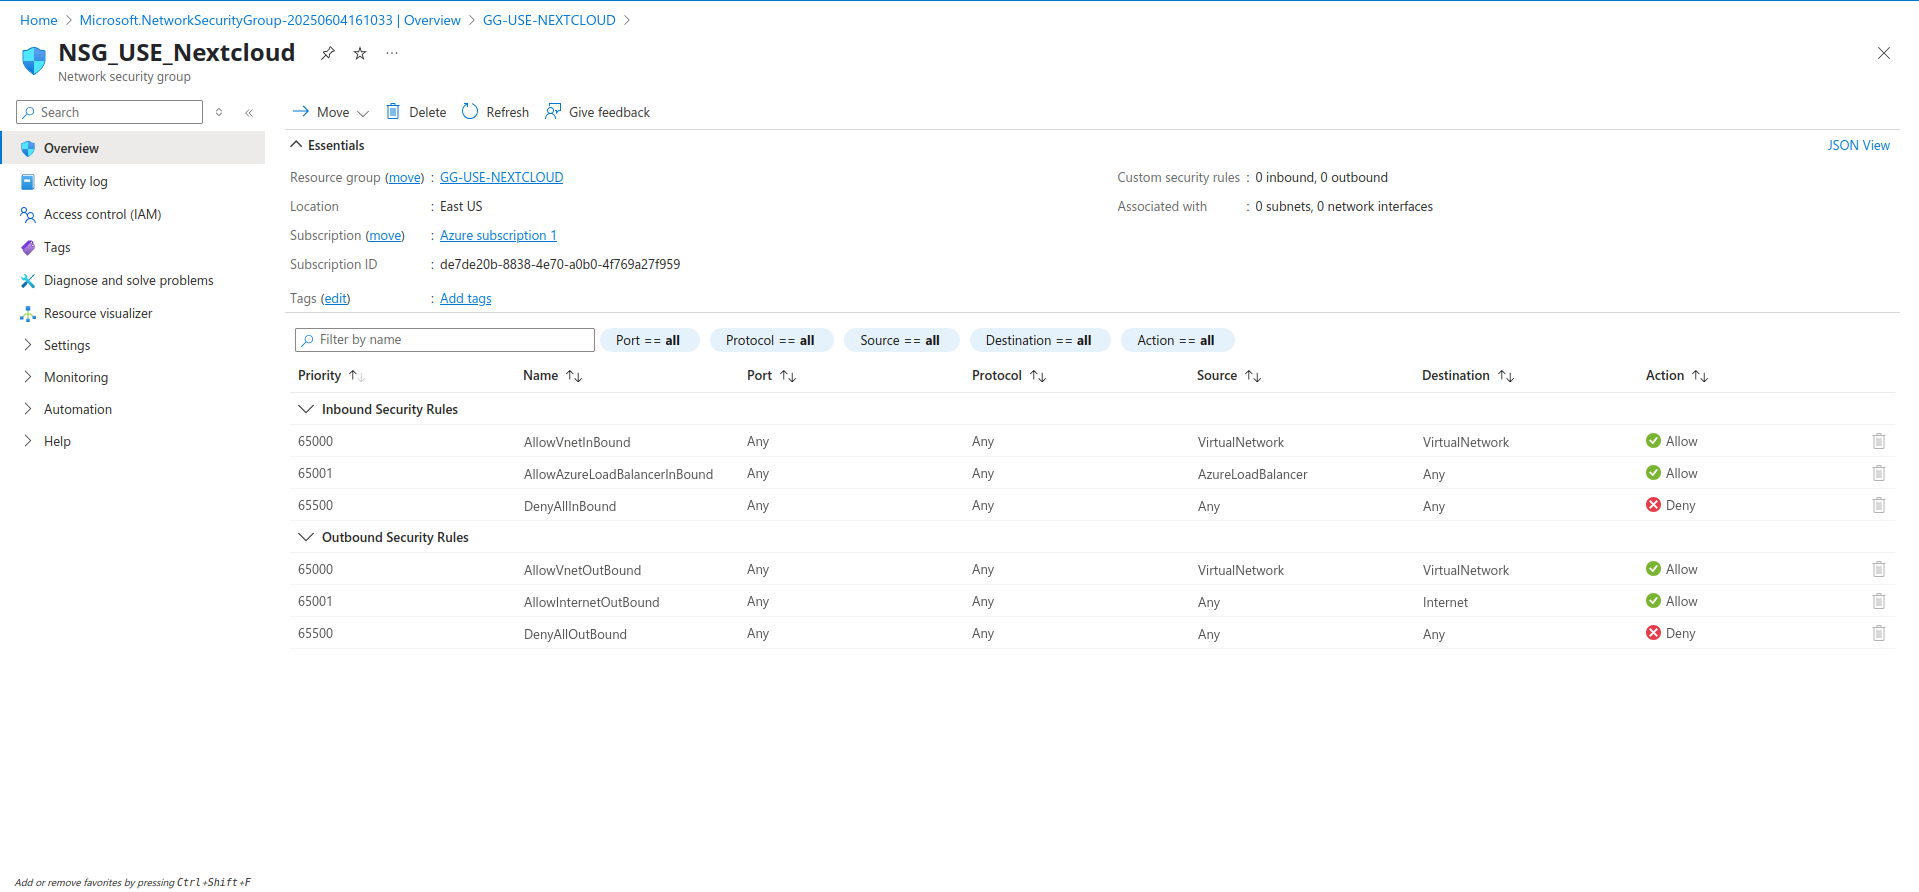 Home > Microsoft.NetworkSecurityGroup-20250604161033 | Overview > GG-USE-NEXTCLOUD >
NSG_USE_Nextcloud
Network security group
Search
Overview
Activity log
Access control (IAM)
Tags
Diagnose and solve problems
Resource visualizer
Settings
Monitoring
Automation
Help
Move Delete Refresh Give feedback
Essentials JSON View
Resource group (move) : GG-USE-NEXTCLOUD
Location : East US
Subscription (move) : Azure subscription 1
Subscription ID : de7de20b-8838-4e70-a0b0-4f769a27f959
Tags (edit) : Add tags
Custom security rules : 0 inbound, 0 outbound
Associated with : 0 subnets, 0 network interfaces
Filter by name Port == all Protocol == all Source == all Destination == all Action == all
Priority Name Port Protocol Source Destination Action
Inbound Security Rules
65000 AllowVnetInBound Any Any VirtualNetwork VirtualNetwork Allow
65001 AllowAzureLoadBalancerInBound Any Any AzureLoadBalancer Any Allow
65500 DenyAllInBound Any Any Any Any Deny
Outbound Security Rules
65000 AllowVnetOutBound Any Any VirtualNetwork VirtualNetwork Allow
65001 AllowInternetOutBound Any Any Any Internet Allow
65500 DenyAllOutBound Any Any Any Any Deny
Add or remove favorites by pressing Ctrl+Shift+F